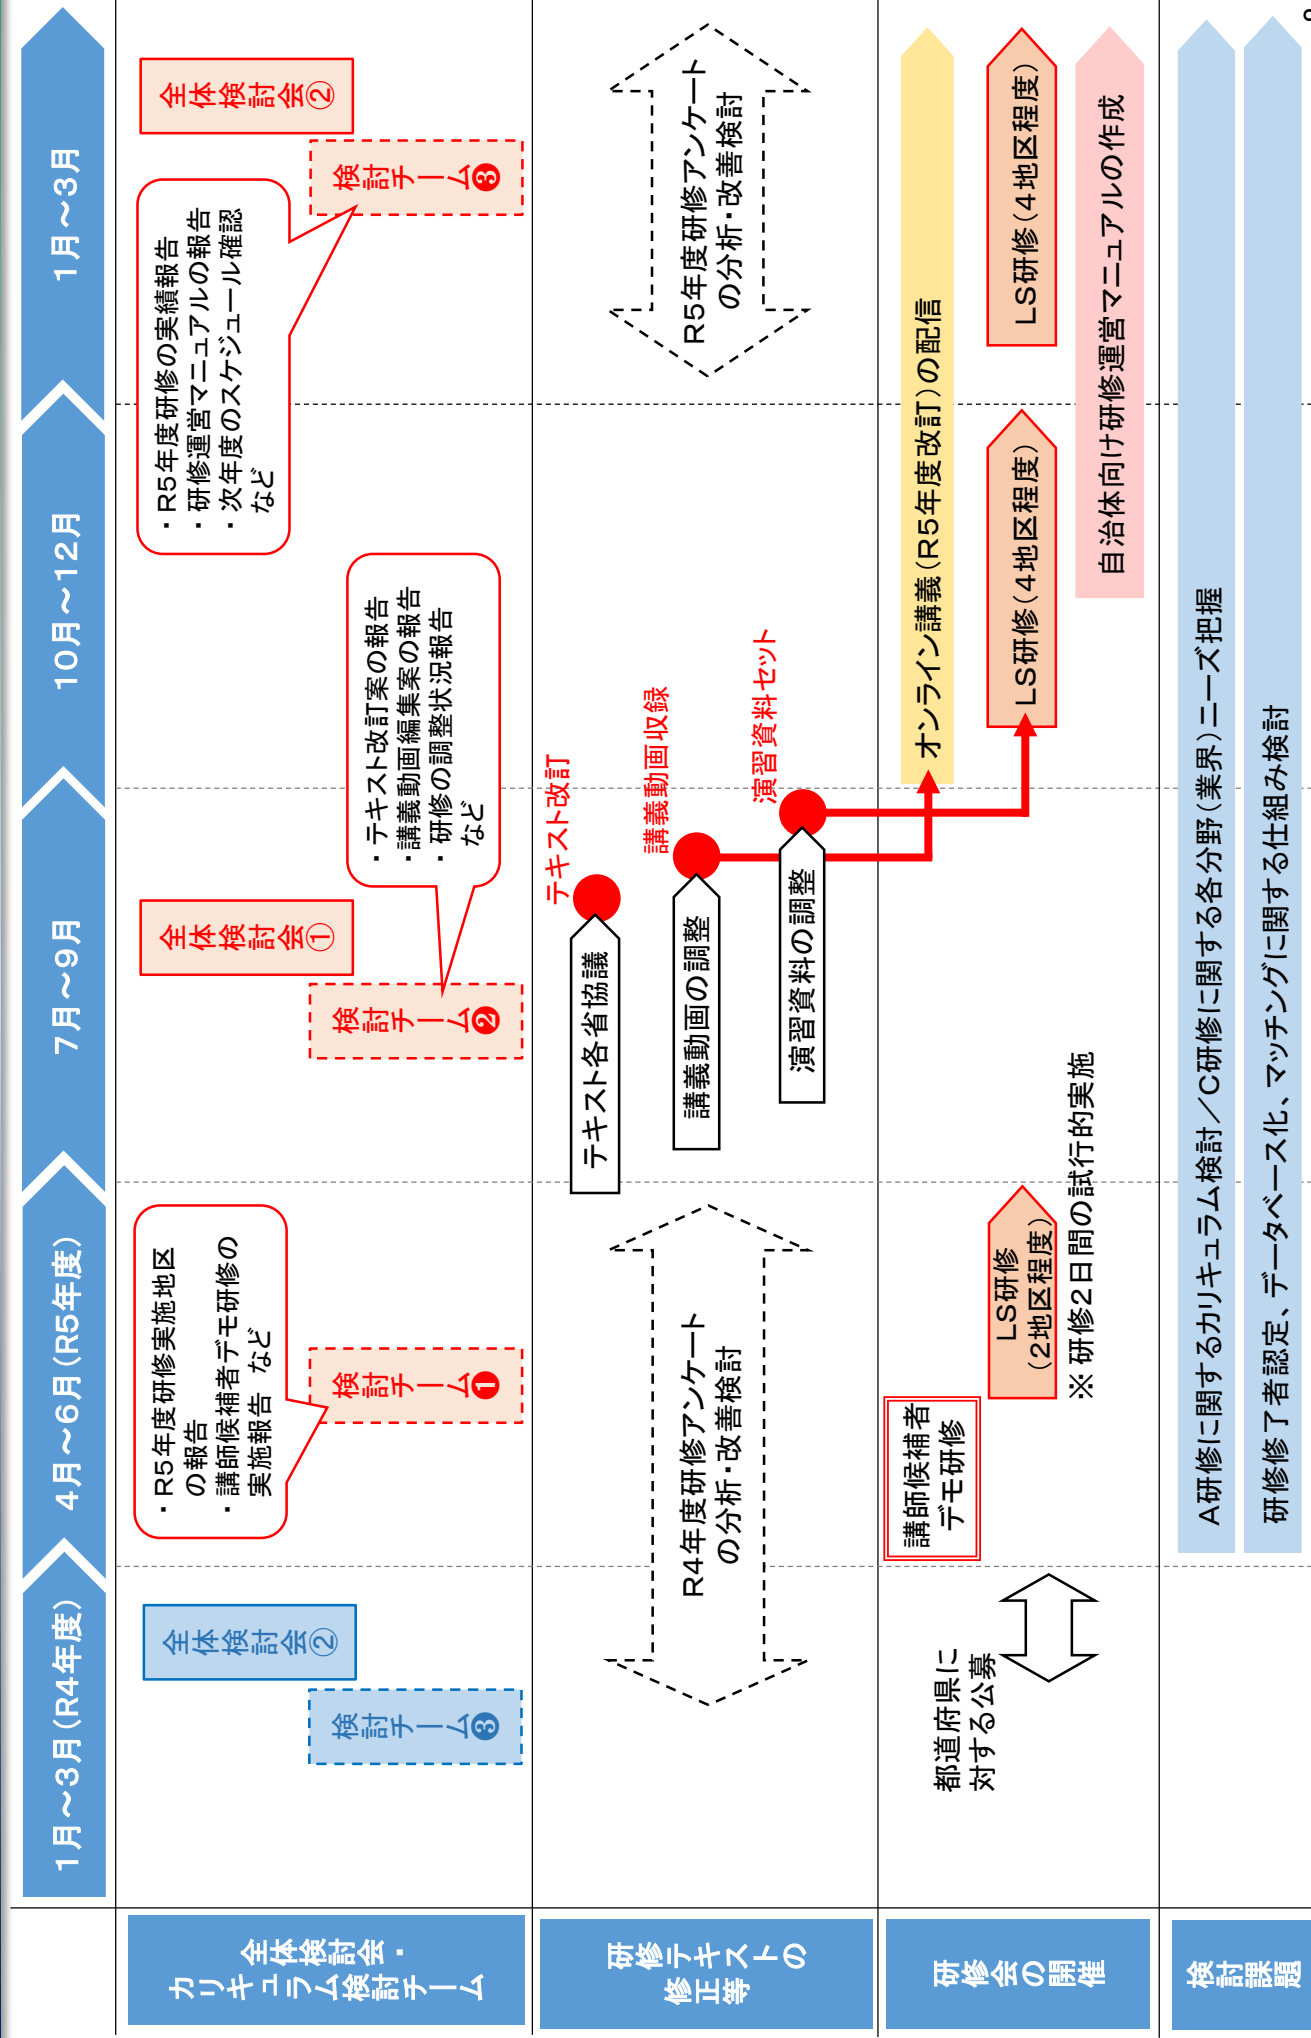 1月～3月(R4年度)
4月～6月(R5年度)
7月～9月
10月～12月
1月～3月
全体検討会・
カリキュラム検討チーム
検討チーム❸
全体検討会②
・R5年度研修実施地区
の報告
・講師候補者デモ研修の
実施報告 など
検討チーム❶
検討チーム❷
全体検討会①
・テキスト改訂案の報告
・講義動画編集案の報告
・研修の調整状況報告
など
・R5年度研修の実績報告
・研修運営マニュアルの報告
・次年度のスケジュール確認
など
検討チーム❸
全体検討会②
研修テキストの
修正等
R4年度研修アンケート
の分析・改善検討
テキスト各省協議
テキスト改訂
講義動画の調整
講義動画収録
演習資料の調整
演習資料セット
R5年度研修アンケート
の分析・改善検討
研修会の開催
都道府県に
対する公募
講師候補者
デモ研修
LS研修
(2地区程度)
※研修2日間の試行的実施
オンライン講義(R5年度改訂)の配信
LS研修(4地区程度)
LS研修(4地区程度)
自治体向け研修運営マニュアルの作成
検討課題
A研修に関するカリキュラム検討／C研修に関する各分野(業界)ニーズ把握
研修修了者認定、データベース化、マッチングに関する仕組み検討